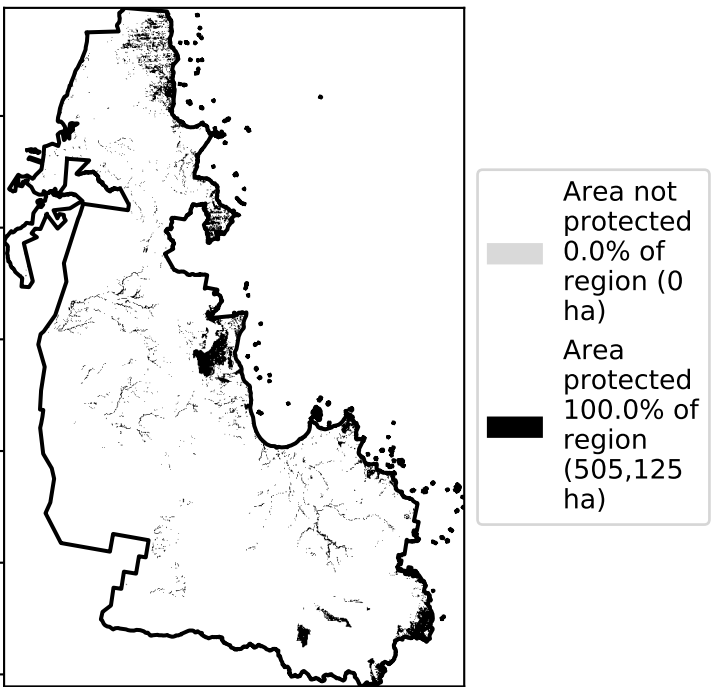 Area not
protected
0.0% of
region (0
ha)
Area
protected
100.0% of
region
(505,125
ha)